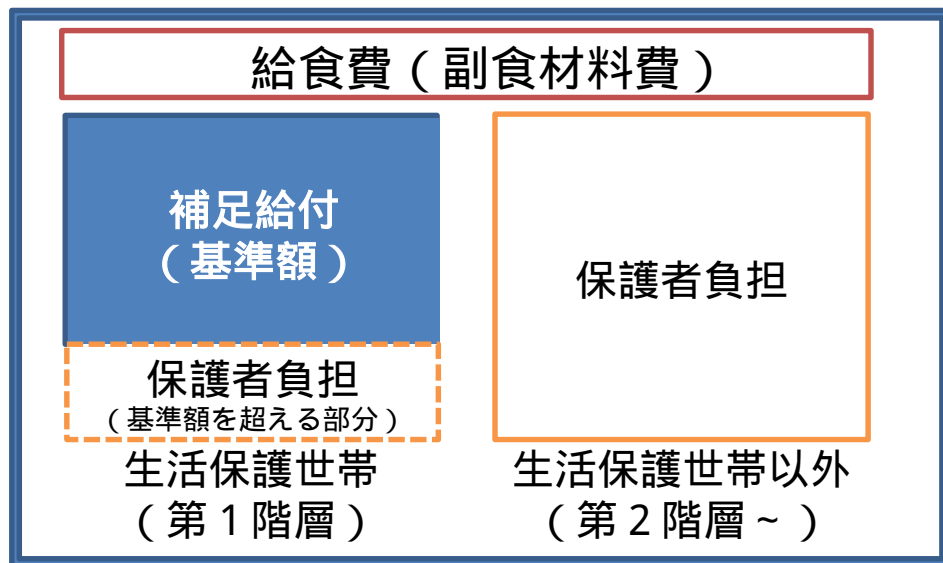 給食費（副食材料費）
補足給付
（基準額）
保護者負担
（基準額を超える部分）
保護者負担
生活保護世帯
（第１階層）
生活保護世帯以外
（第２階層~）